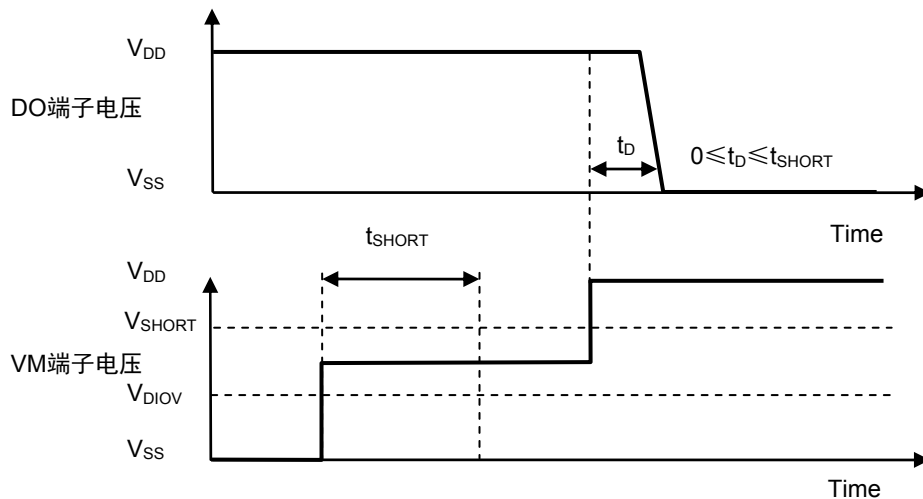 VDD
DO端子电压
tD
0≤tD≤tSHORT
VSS
Time
tSHORT
VDD
VSHORT
VM端子电压
VDIOV
VSS
Time